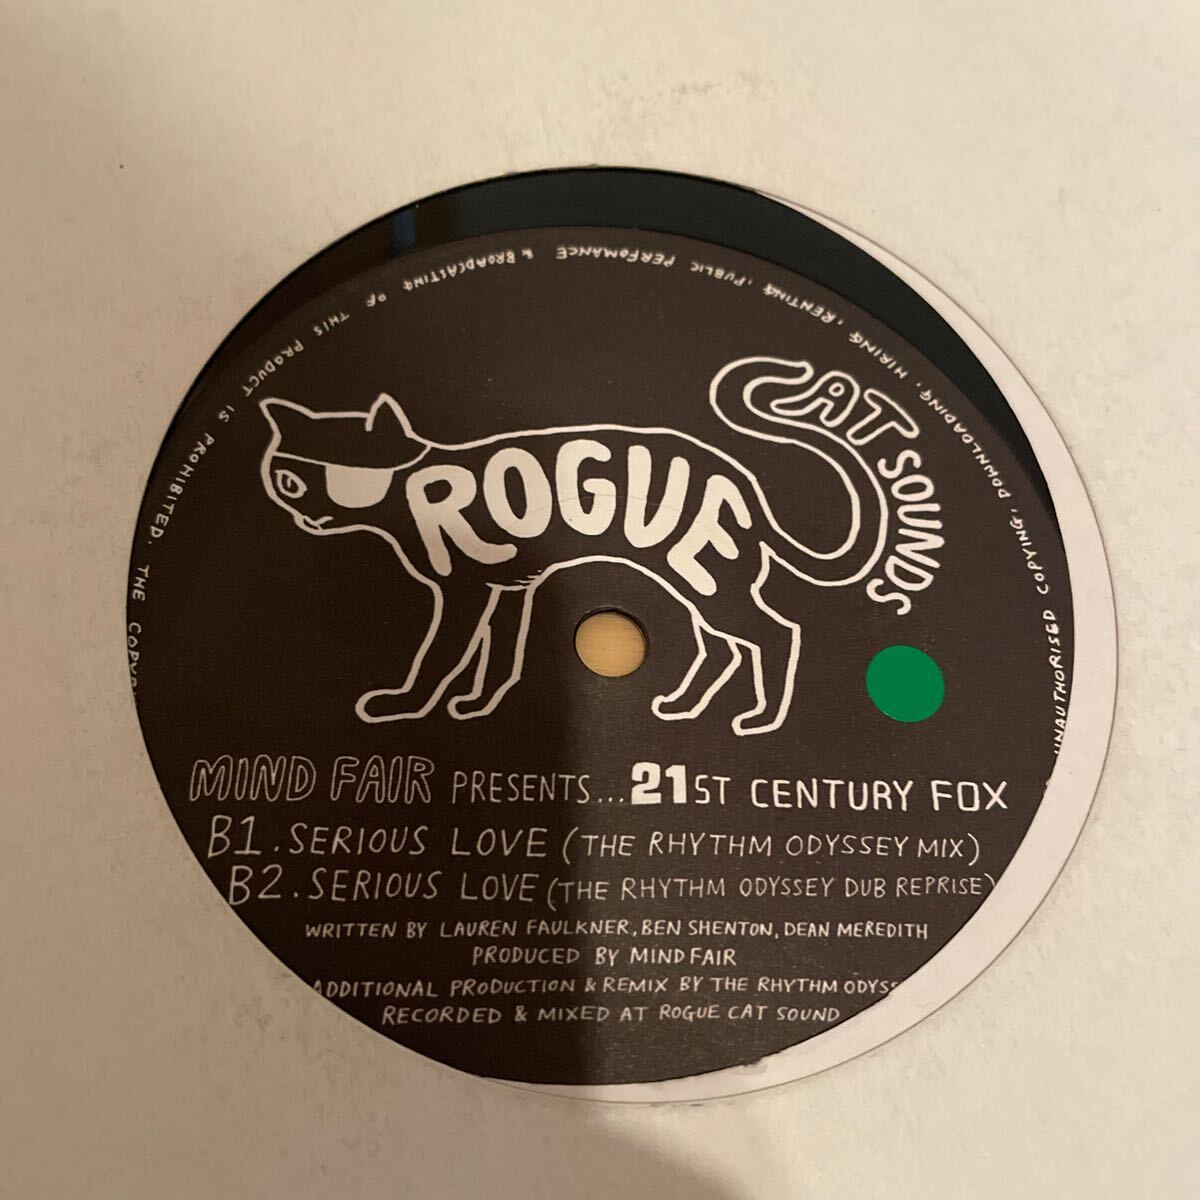 ROGUE
CAT SOUNDS
MIND FAIR PRESENTS... 21ST CENTURY FOX
B1. SERIOUS LOVE (THE RHYTHM ODYSSEY MIX)
B2. SERIOUS LOVE (THE RHYTHM ODYSSEY DUB REPRISE)
WRITTEN BY LAUREN FAULKNER, BEN SHENTON, DEAN MEREDITH
PRODUCED BY MIND FAIR
ADDITIONAL PRODUCTION & REMIX BY THE RHYTHM ODYSS
RECORDED & MIXED AT ROGUE CAT SOUND
UNAUTHORISED COPYING, DOWNLOADING, HIRING, RENTING, PUBLIC PERFOMANCE & BROADCASTING OF THIS PRODUCT IS PROHIBITED. THE COPYR